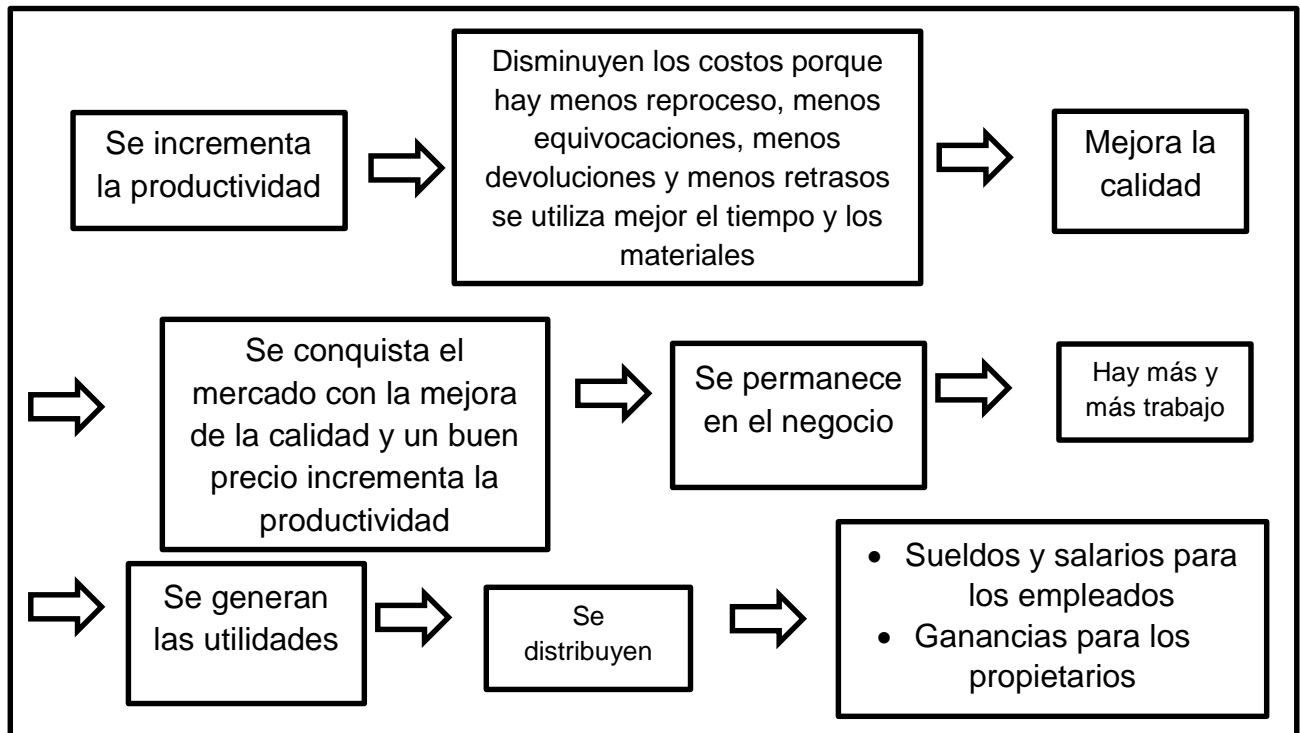 Se incrementa
la productividad
Disminuyen los costos porque
hay menos reproceso, menos
equivocaciones, menos
devoluciones y menos retrasos
se utiliza mejor el tiempo y los
materiales
Mejora la
calidad
Se conquista el
mercado con la mejora
de la calidad y un buen
precio incrementa la
productividad
Se permanece
en el negocio
Hay más y
más trabajo
Se generan
las utilidades
Se
distribuyen
• Sueldos y salarios para
los empleados
• Ganancias para los
propietarios